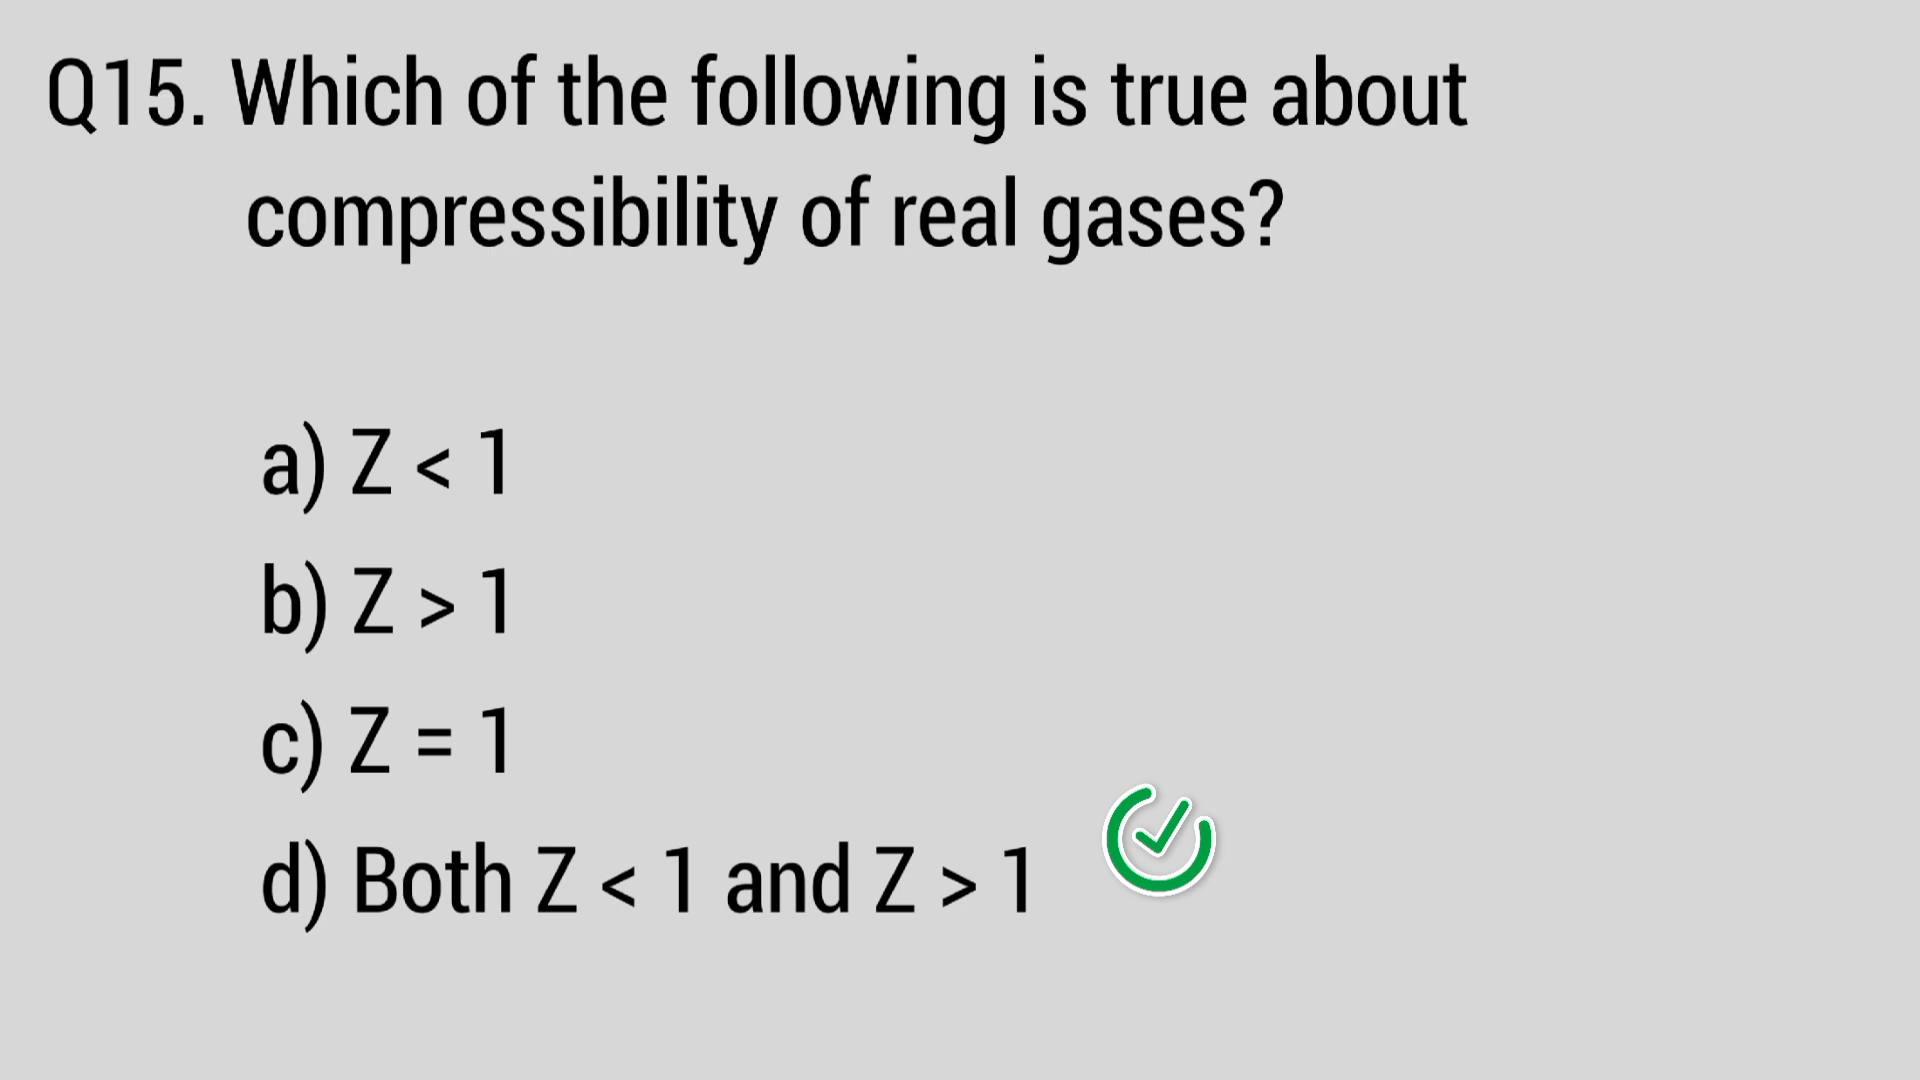 Q15. Which of the following is true about
compressibility of real gases?
a) Z < 1
b) Z > 1
c) Z = 1
d) Both Z < 1 and Z > 1